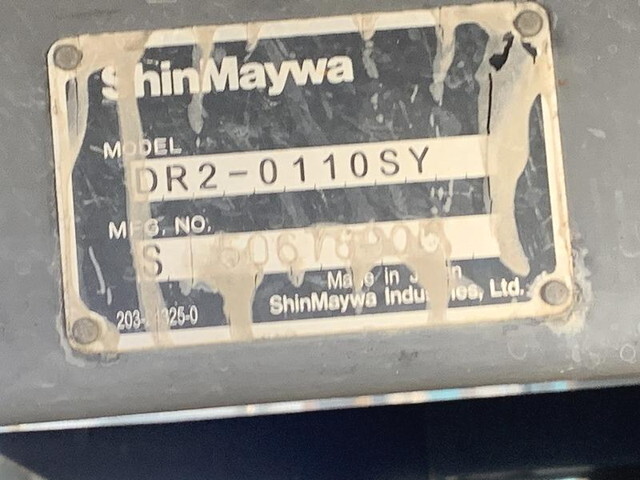 ShinMaywa
MODEL
DR2-0110SY
MFG. NO.
S
Made in Japan
ShinMaywa Industries, Ltd.